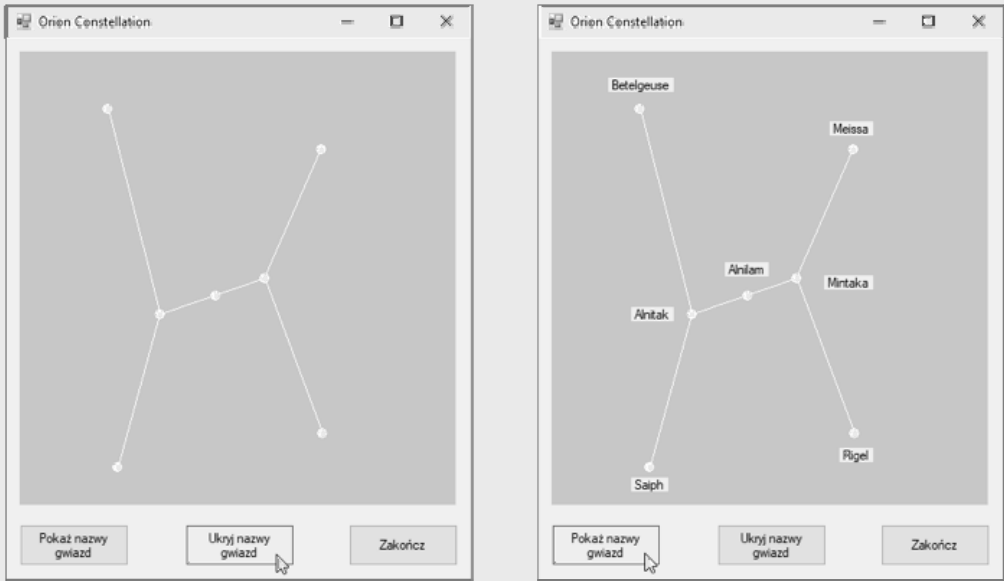 Orion Constellation
Pokaż nazwy
gwiazd
Ukryj nazwy
gwiazd
Zakończ
Orion Constellation
Betelgeuse
Meissa
Alnilam
Mintaka
Alnitak
Rigel
Saiph
Pokaż nazwy
gwiazd
Ukryj nazwy
gwiazd
Zakończ